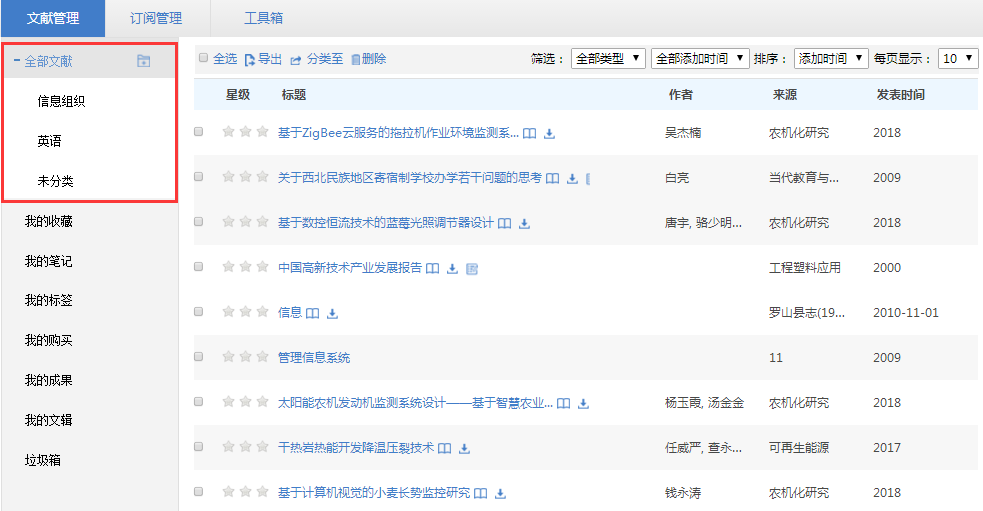 文献管理 订阅管理 工具箱
全部文献
信息组织
英语
未分类
我的收藏
我的笔记
我的标签
我的购买
我的成果
我的文辑
垃圾箱
全选 导出 分类至 删除 筛选： 全部类型 全部添加时间 排序： 添加时间 每页显示： 10
星级 标题 作者 来源 发表时间
基于ZigBee云服务的拖拉机作业环境监测系... 吴杰楠 农机化研究 2018
关于西北民族地区寄宿制学校办学若干问题的思考 白亮 当代教育与... 2009
基于数控恒流技术的蓝莓光照调节器设计 唐宇, 骆少明... 农机化研究 2018
中国高新技术产业发展报告 工程塑料应用 2000
信息 罗山县志(19... 2010-11-01
管理信息系统 11 2009
太阳能农机发动机监测系统设计——基于智慧农业... 杨玉霞, 汤金金 农机化研究 2018
干热岩热能开发降温压裂技术 任威严, 查永... 可再生能源 2017
基于计算机视觉的小麦长势监控研究 钱永涛 农机化研究 2018